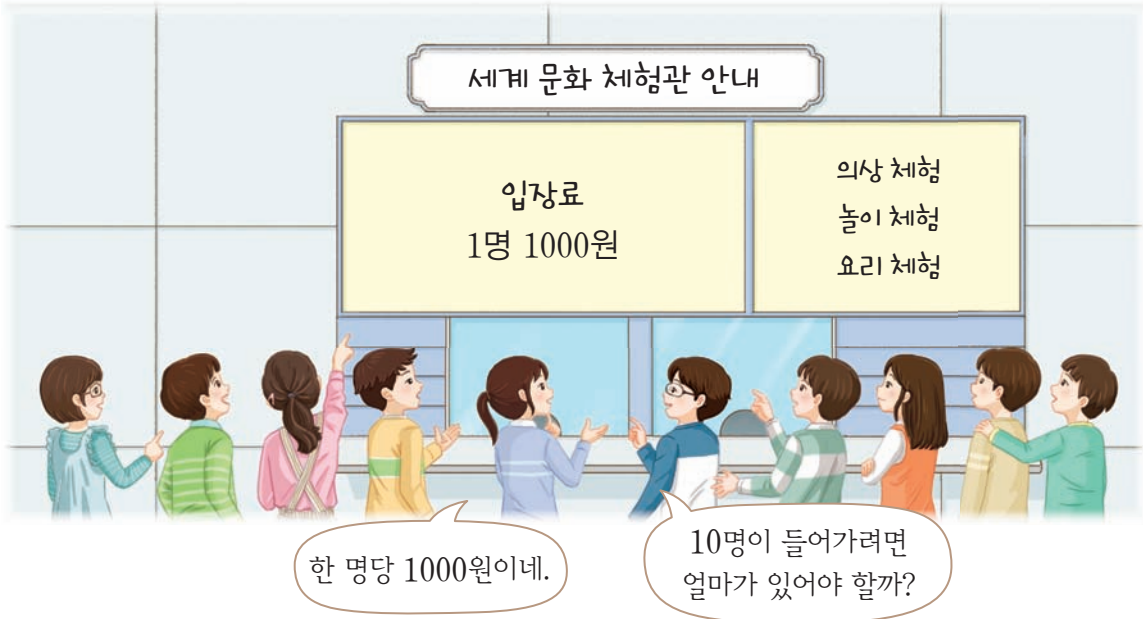 세계 문화 체험관 안내
입장료
1명 1000원
의상 체험
놀이 체험
요리 체험
한 명당 1000원이네.
10명이 들어가려면
얼마가 있어야 할까?